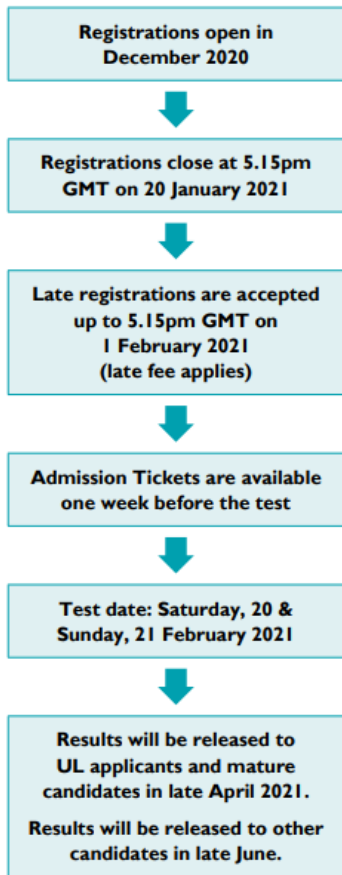 Registrations open in
December 2020
Registrations close at 5.15pm
GMT on 20 January 2021
Late registrations are accepted
up to 5.15pm GMT on
1 February 2021
(late fee applies)
Admission Tickets are available
one week before the test
Test date: Saturday, 20 &
Sunday, 21 February 2021
Results will be released to
UL applicants and mature
candidates in late April 2021.
Results will be released to other
candidates in late June.